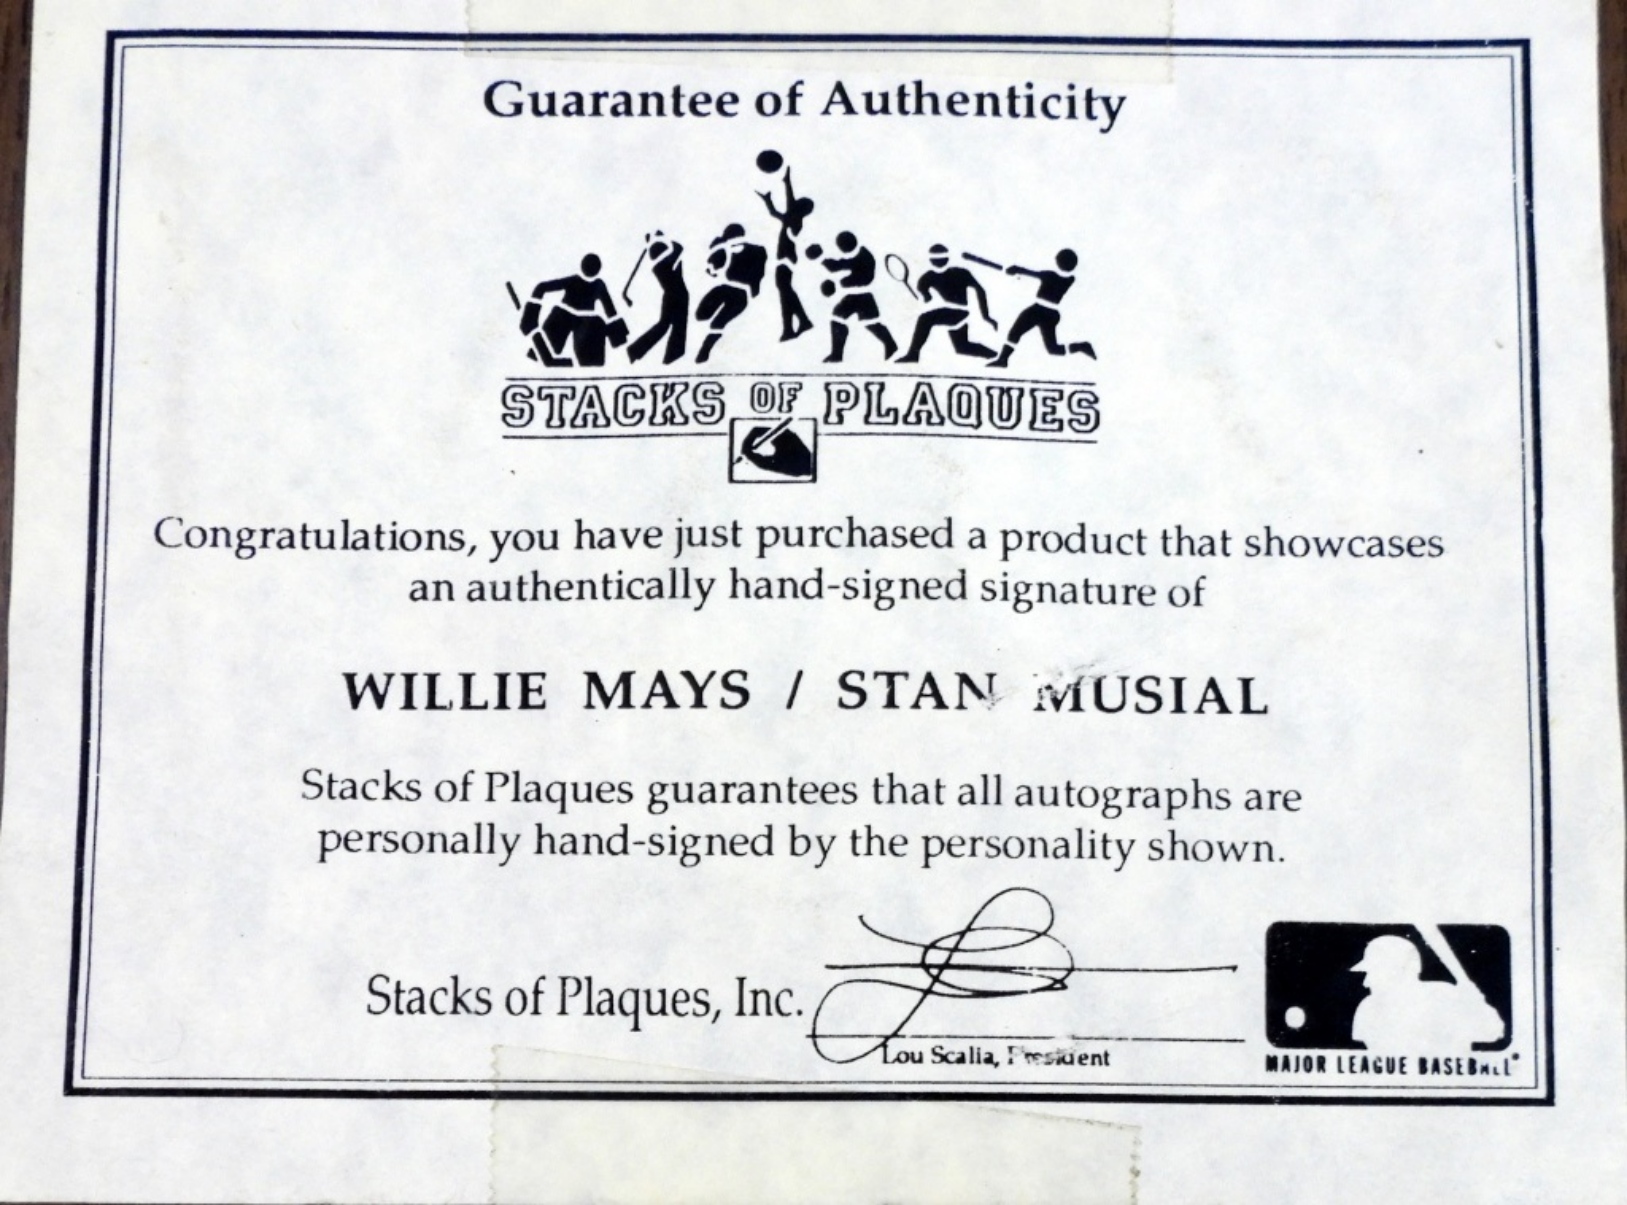 Guarantee of Authenticity
STACKS OF PLAQUES
Congratulations, you have just purchased a product that showcases
an authentically hand-signed signature of
WILLIE MAYS / STAN MUSIAL
Stacks of Plaques guarantees that all autographs are
personally hand-signed by the personality shown.
Stacks of Plaques, Inc.
Lou Scalia, President
MAJOR LEAGUE BASEBALL®